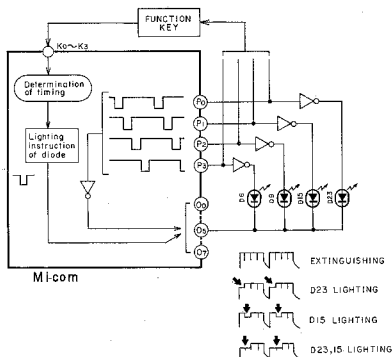 FUNCTION
KEY
K0~K3
Determination
of timing
Lighting
instruction
of diode
P0
P1
P2
P3
O0
O5
O7
D6
D9
D15
D23
Mi-com
EXTINGUISHING
D23 LIGHTING
D15 LIGHTING
D23,15 LIGHTING